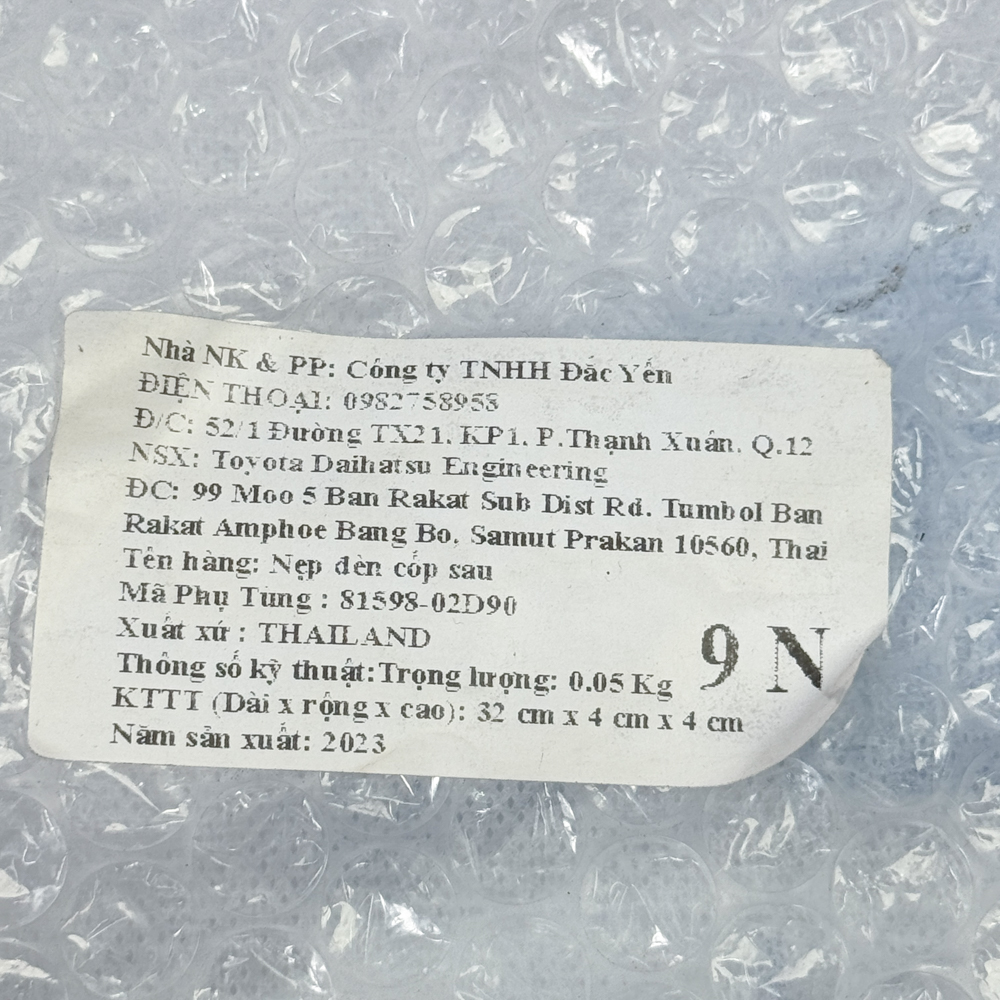 Nhà NK & PP: Công ty TNHH Đắc Yến
ĐIỆN THOẠI: 0982758958
Đ/C: 52/1 Đường TX21, KP1, P.Thạnh Xuân, Q.12
NSX: Toyota Daihatsu Engineering
ĐC: 99 Moo 5 Ban Rakat Sub Dist Rd. Tumbol Ban
Rakat Amphoe Bang Bo, Samut Prakan 10560, Thai
Tên hàng: Nẹp đèn cốp sau
Mã Phụ Tùng : 81598-02D90
Xuất xứ : THAILAND
Thông số kỹ thuật:Trọng lượng: 0.05 Kg
9 N
KTTT (Dài x rộng x cao): 32 cm x 4 cm x 4 cm
Năm sản xuất: 2023